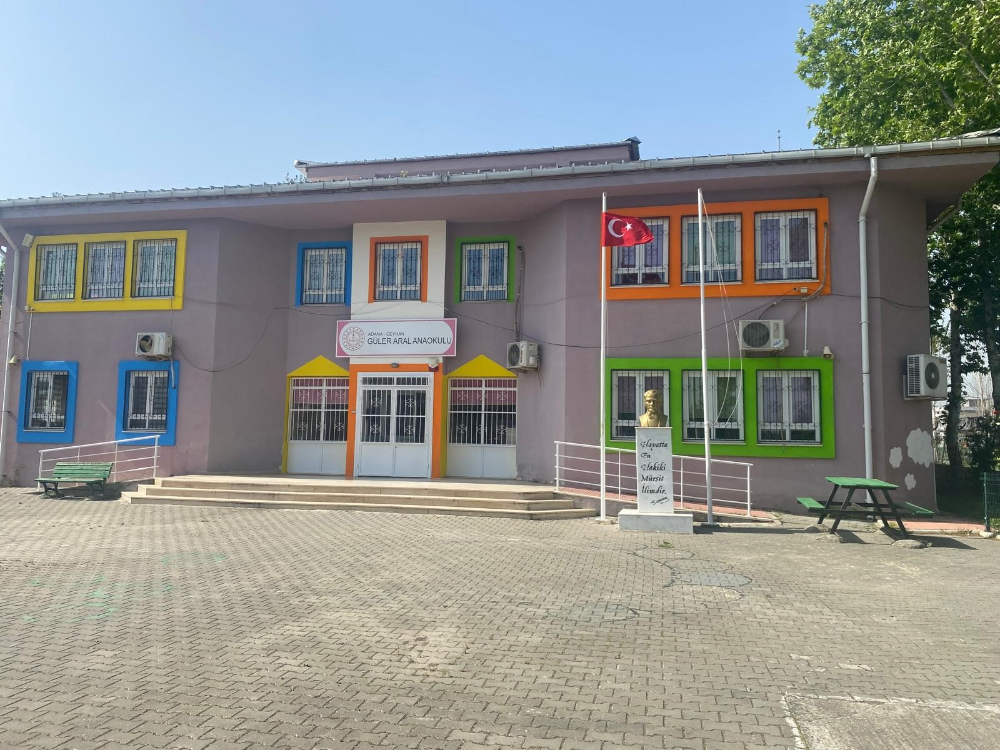 ADANA - CEYHAN
GÜLER ARAL ANAOKULU
Hayatta
En
Hakiki
Mürşit
İlimdir.